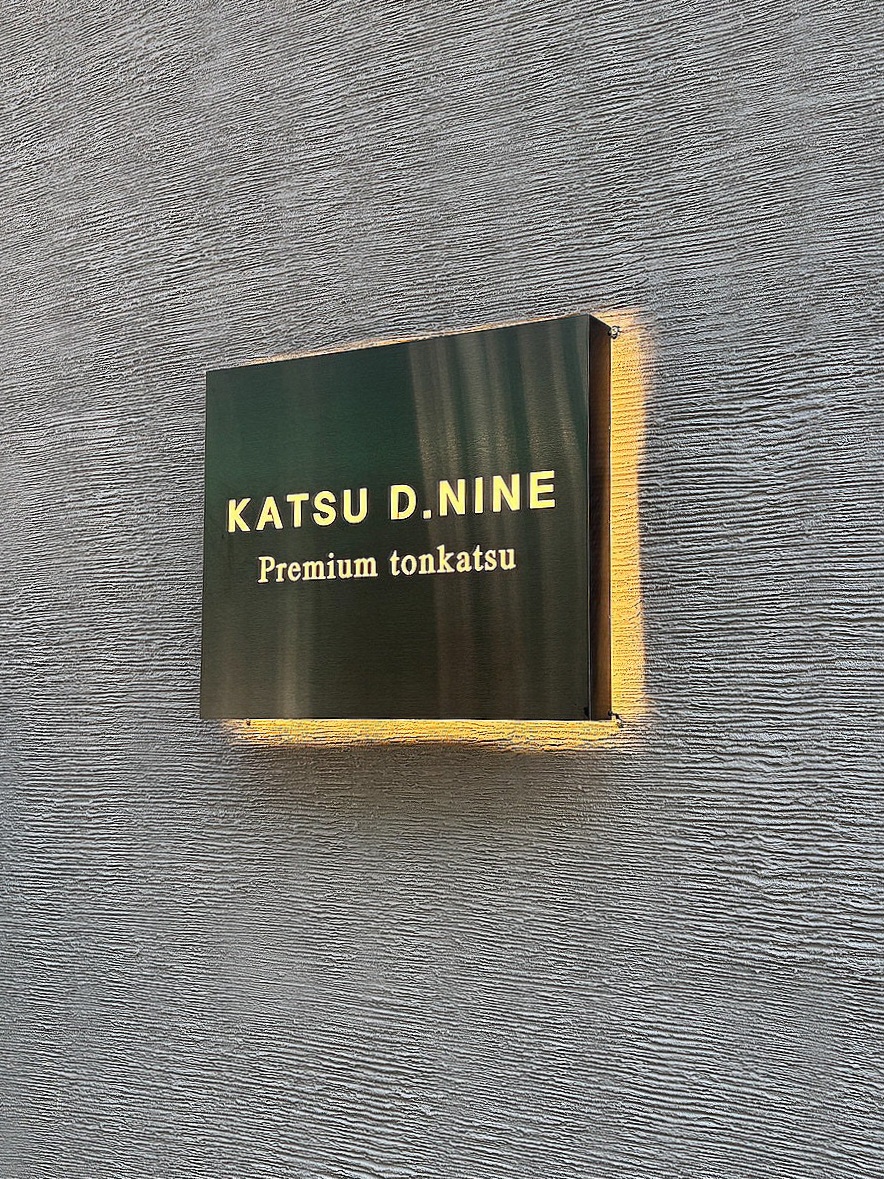 KATSU D.NINE
Premium tonkatsu